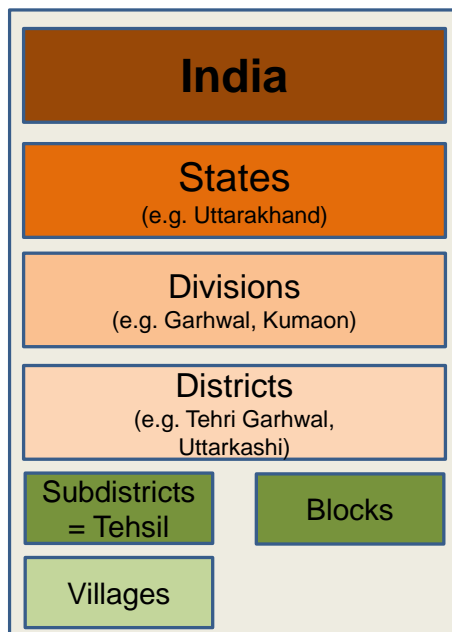 India
States
(e.g. Uttarakhand)
Divisions
(e.g. Garhwal, Kumaon)
Districts
(e.g. Tehri Garhwal,
Uttarkashi)
Subdistricts
= Tehsil
Blocks
Villages